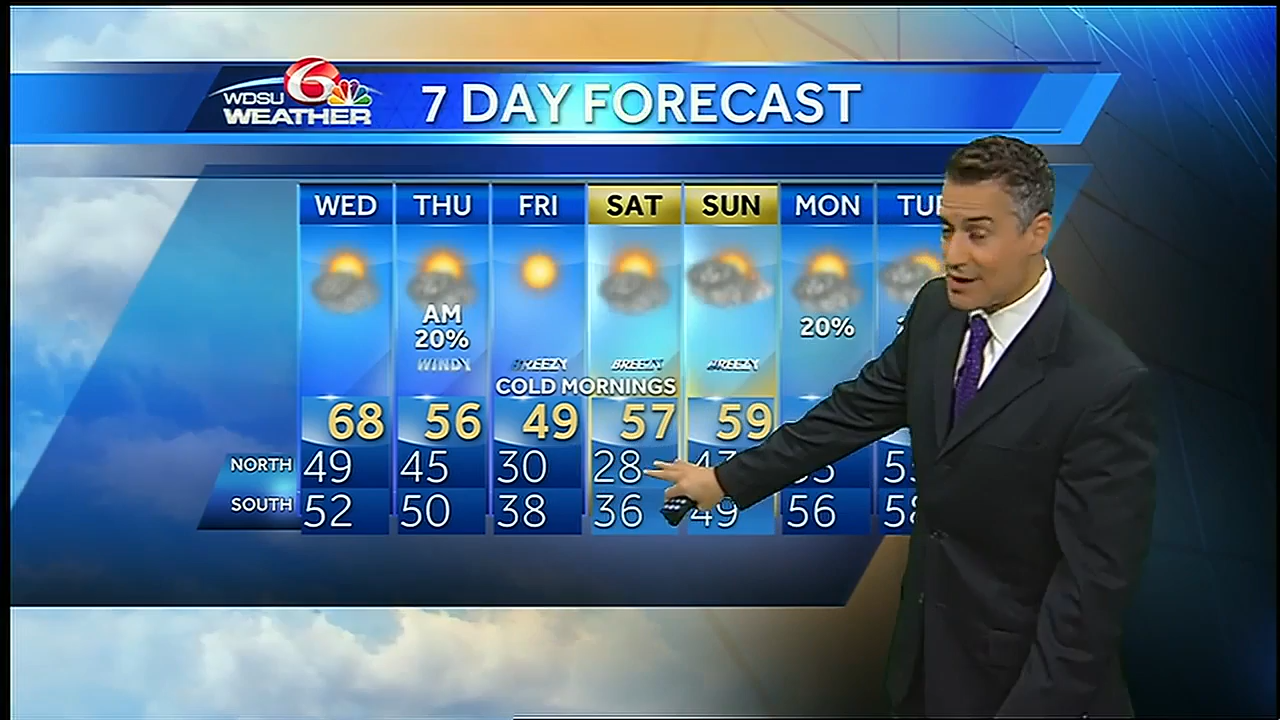 WDSU 6
WEATHER
7 DAY FORECAST
WED THU FRI SAT SUN MON
AM
20%
20%
WINDY BREEZY BREEZY BREEZY
COLD MORNINGS
68 56 49 57 59
NORTH 49 45 30 28
SOUTH 52 50 38 36 49 56